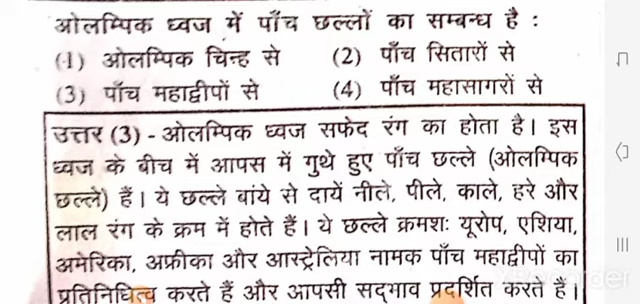 ओलम्पिक ध्वज में पाँच छल्लों का सम्बन्ध है :
(1) ओलम्पिक चिन्ह से (2) पाँच सितारों से
(3) पाँच महाद्वीपों से (4) पाँच महासागरों से
उत्तर (3) - ओलम्पिक ध्वज सफेद रंग का होता है। इस
ध्वज के बीच में आपस में गुथे हुए पाँच छल्ले (ओलम्पिक
छल्ले) हैं। ये छल्ले बांये से दायें नीले, पीले, काले, हरे और
लाल रंग के क्रम में होते हैं। ये छल्ले क्रमशः यूरोप, एशिया,
अमेरिका, अफ्रीका और आस्ट्रेलिया नामक पाँच महाद्वीपों का
प्रतिनिधित्व करते हैं और आपसी सद्भाव प्रदर्शित करते हैं।